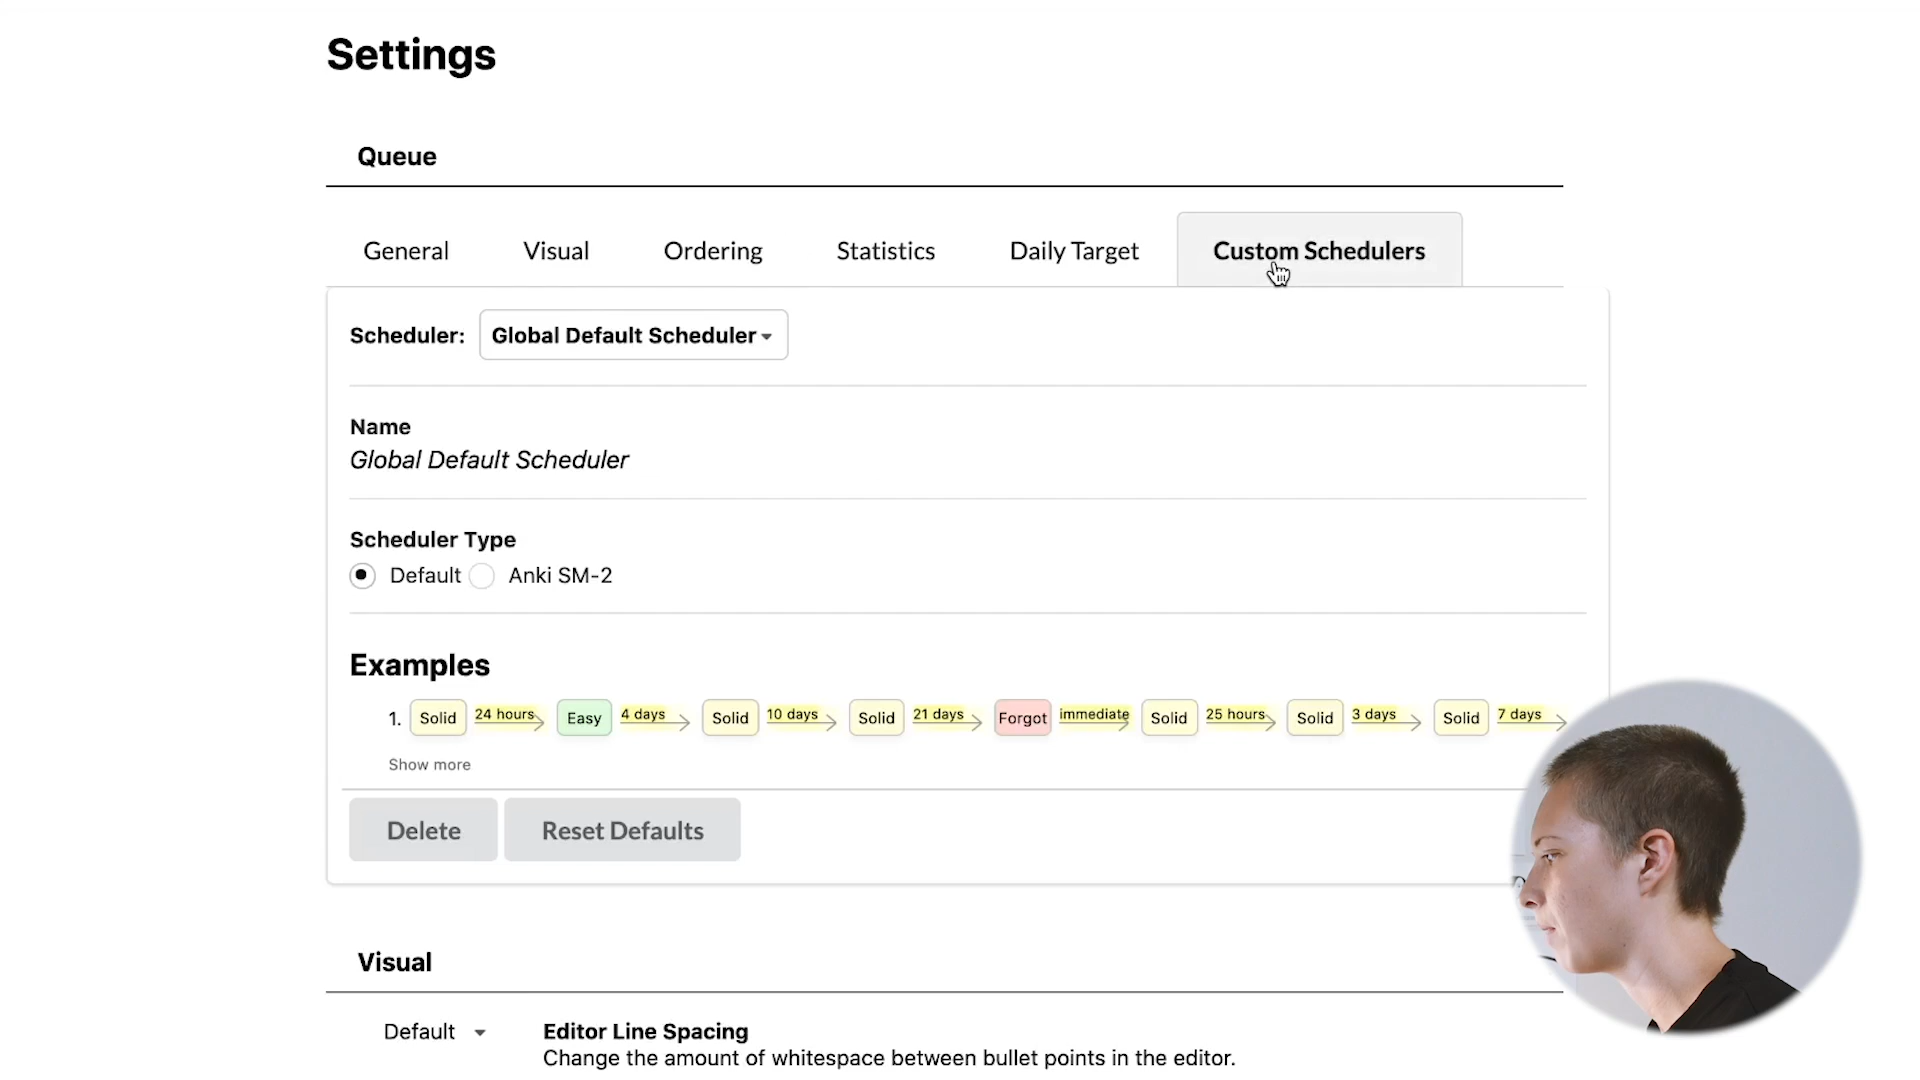 Settings
Queue
General Visual Ordering Statistics Daily Target Custom Schedulers
Scheduler: Global Default Scheduler
Name
Global Default Scheduler
Scheduler Type
Default Anki SM-2
Examples
1. Solid 24 hours Easy 4 days Solid 10 days Solid 21 days Forgot immediate Solid 25 hours Solid 3 days Solid 7 days
Show more
Delete Reset Defaults
Visual
Default Editor Line Spacing
Change the amount of whitespace between bullet points in the editor.